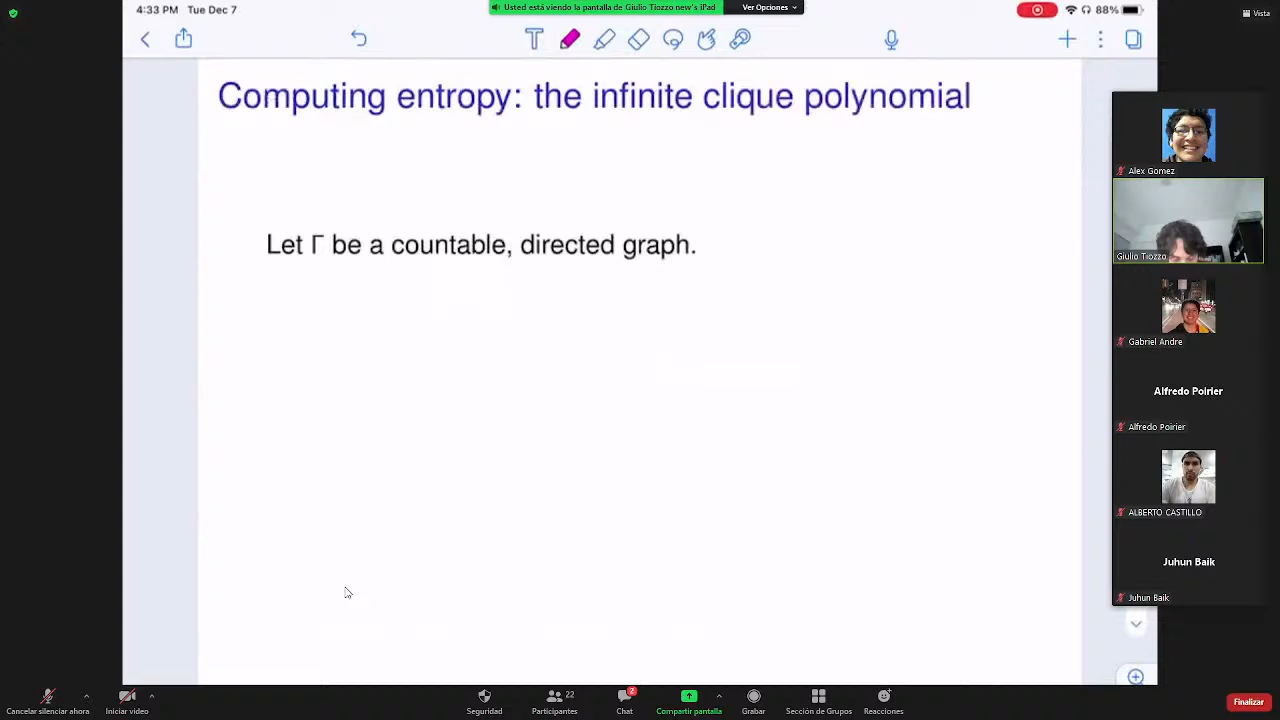 4:33 PM Tue Dec 7
Usted está viendo la pantalla de Giulio Tiozzo new's iPad
Ver Opciones
88%
Vista
Computing entropy: the infinite clique polynomial
Let Γ be a countable, directed graph.
Alex Gomez
Giulio Tiozzo
Gabriel Andre
Alfredo Poirier
Alfredo Poirier
ALBERTO CASTILLO
Juhun Baik
Juhun Baik
Cancelar silenciar ahora
Iniciar video
Seguridad
22
Participantes
2
Chat
Compartir pantalla
Grabar
Sección de Grupos
Reacciones
Finalizar